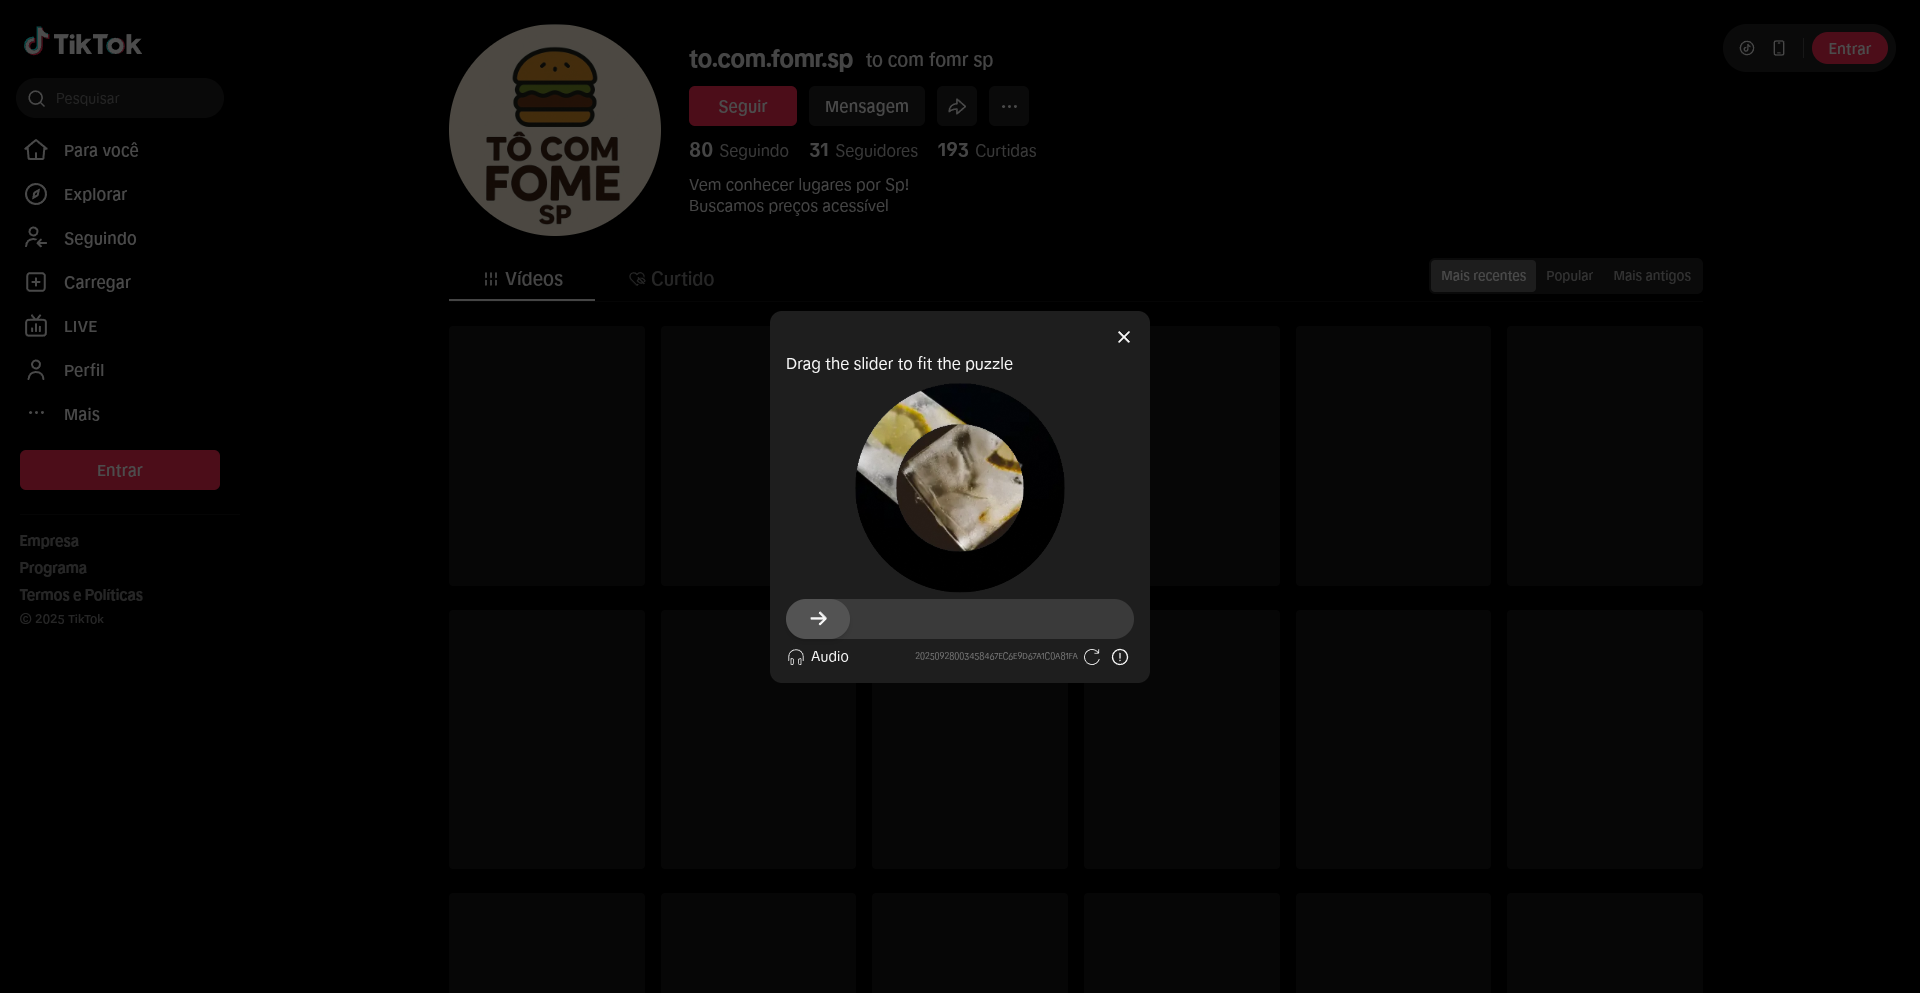 TikTok
Pesquisar
Para você
Explorar
Seguindo
Carregar
LIVE
Perfil
Mais
Entrar
Empresa
Programa
Termos e Políticas
© 2025 TikTok
TÔ COM
FOME
SP
to.com.fomr.sp to com fomr sp
Seguir Mensagem
80 Seguindo 31 Seguidores 193 Curtidas
Vem conhecer lugares por Sp!
Buscamos preços acessível
Entrar
Vídeos Curtido
Mais recentes Popular Mais antigos
Drag the slider to fit the puzzle
Audio 20250928003458467EC6E9D67A1C0A81FA